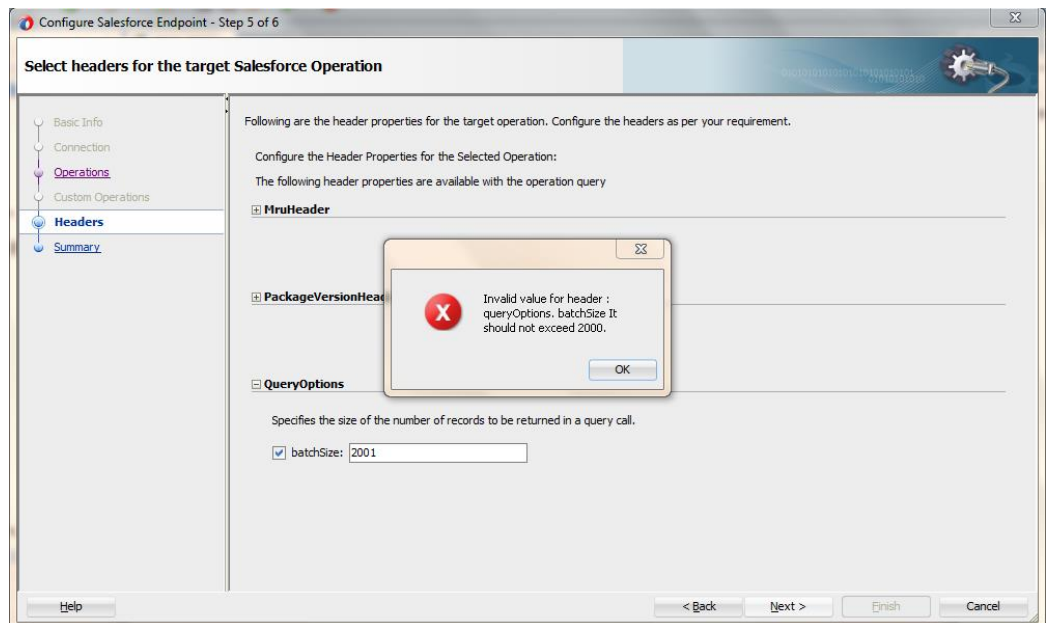 Configure Salesforce Endpoint - Step 5 of 6
Select headers for the target Salesforce Operation
Basic Info
Connection
Operations
Custom Operations
Headers
Summary
Following are the header properties for the target operation. Configure the headers as per your requirement.
Configure the Header Properties for the Selected Operation:
The following header properties are available with the operation query
MruHeader
PackageVersionHead
Invalid value for header :
queryOptions. batchSize It
should not exceed 2000.
OK
QueryOptions
Specifies the size of the number of records to be returned in a query call.
batchSize: 2001
Help
< Back
Next >
Finish
Cancel